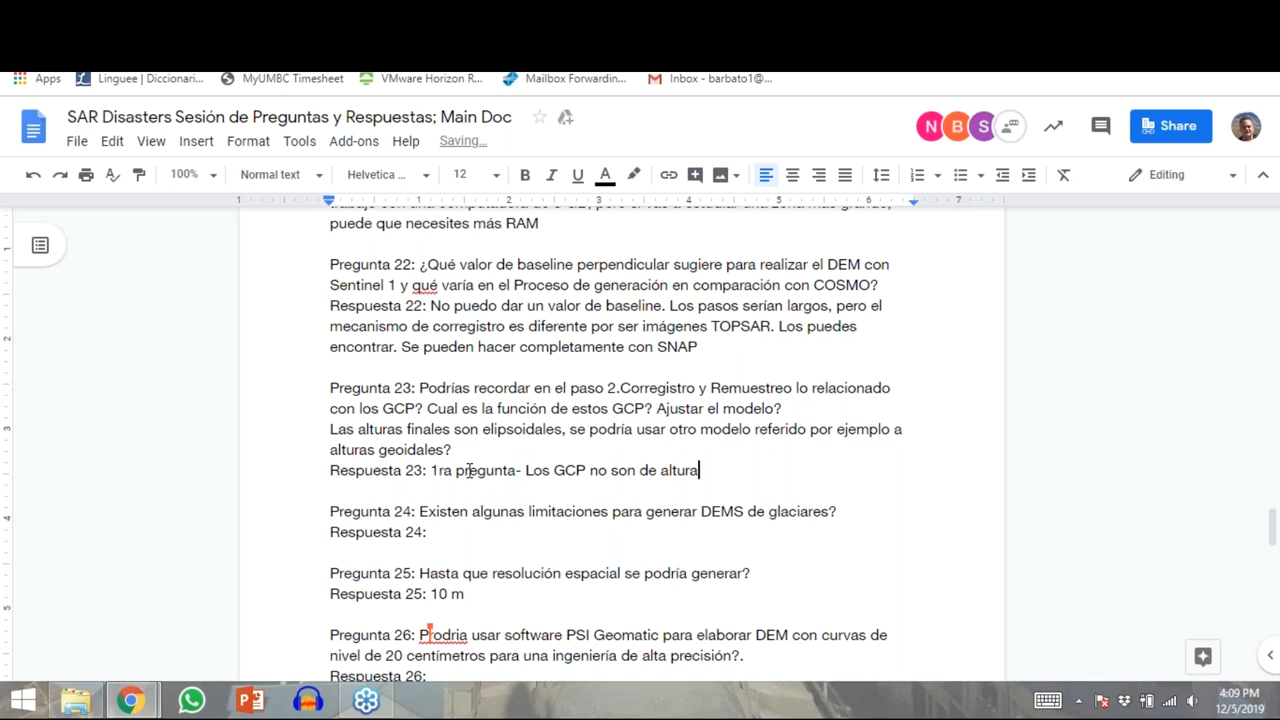 Apps Linguee | Diccionari... MyUMBC Timesheet VMware Horizon R... Mailbox Forwardin... Inbox - barbato1@...
SAR Disasters Sesión de Preguntas y Respuestas; Main Doc
N B S
Share
File Edit View Insert Format Tools Add-ons Help Saving...
100% Normal text Helvetica ... 12 B I U A Editing
1 1 2 3 4 5 6 7
puede que necesites más RAM
Pregunta 22: ¿Qué valor de baseline perpendicular sugiere para realizar el DEM con
Sentinel 1 y qué varía en el Proceso de generación en comparación con COSMO?
Respuesta 22: No puedo dar un valor de baseline. Los pasos serían largos, pero el
mecanismo de corregistro es diferente por ser imágenes TOPSAR. Los puedes
encontrar. Se pueden hacer completamente con SNAP
Pregunta 23: Podrías recordar en el paso 2.Corregistro y Remuestreo lo relacionado
con los GCP? Cual es la función de estos GCP? Ajustar el modelo?
Las alturas finales son elipsoidales, se podría usar otro modelo referido por ejemplo a
alturas geoidales?
Respuesta 23: 1ra pregunta- Los GCP no son de altura
Pregunta 24: Existen algunas limitaciones para generar DEMS de glaciares?
Respuesta 24:
Pregunta 25: Hasta que resolución espacial se podría generar?
Respuesta 25: 10 m
Pregunta 26: Prodria usar software PSI Geomatic para elaborar DEM con curvas de
nivel de 20 centímetros para una ingeniería de alta precisión?.
Respuesta 26:
4:09 PM
12/5/2019